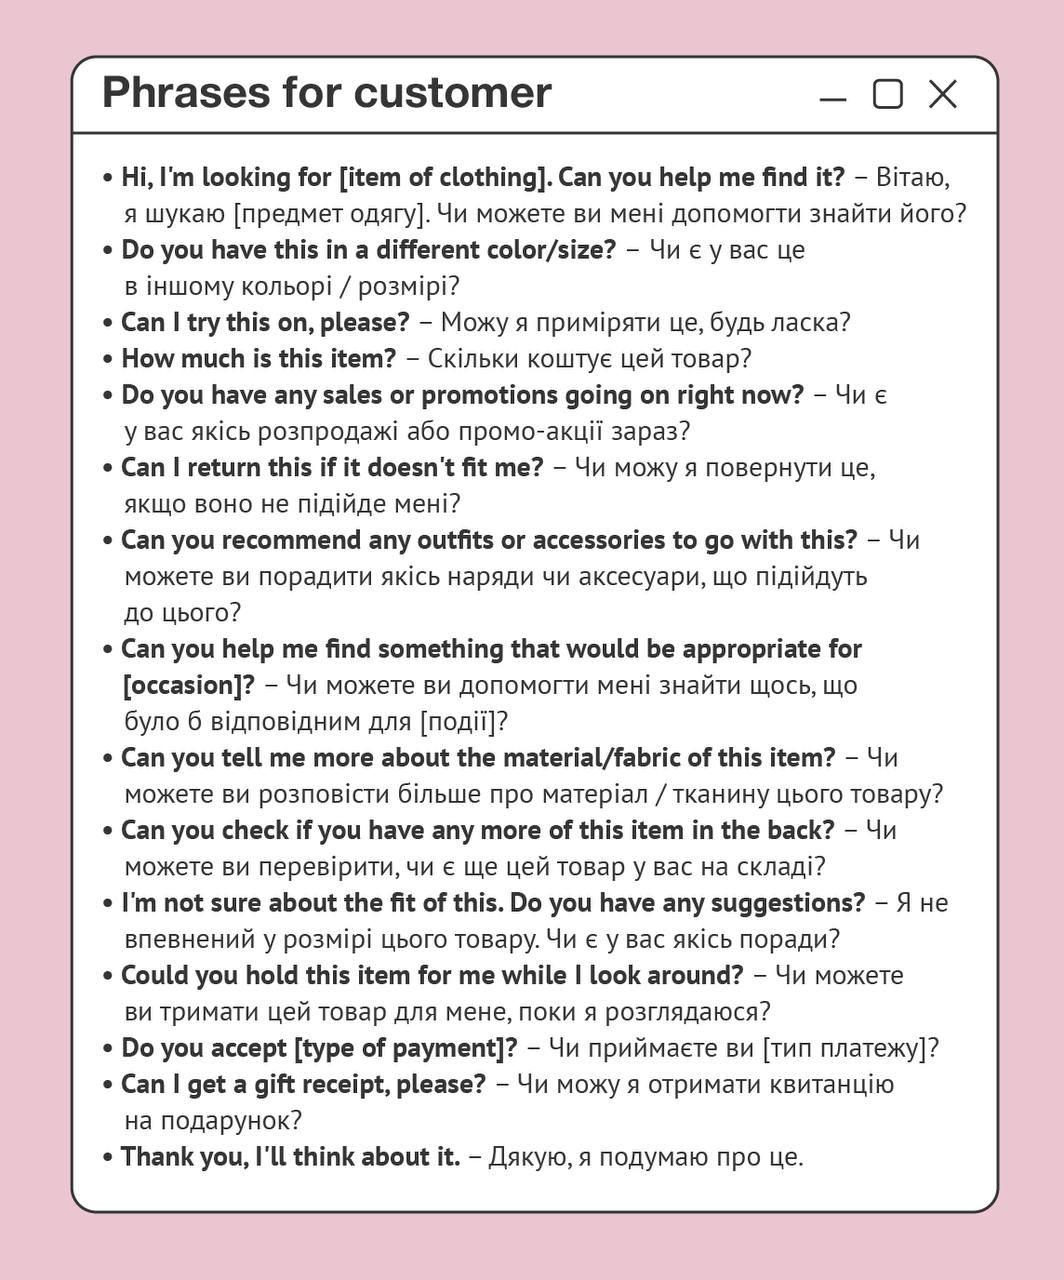 Phrases for customer
• Hi, I'm looking for [item of clothing]. Can you help me find it? – Вітаю,
я шукаю [предмет одягу]. Чи можете ви мені допомогти знайти його?
• Do you have this in a different color/size? – Чи є у вас це
в іншому кольорі / розмірі?
• Can I try this on, please? – Можу я приміряти це, будь ласка?
• How much is this item? – Скільки коштує цей товар?
• Do you have any sales or promotions going on right now? – Чи є
у вас якісь розпродажі або промо-акції зараз?
• Can I return this if it doesn't fit me? – Чи можу я повернути це,
якщо воно не підійде мені?
• Can you recommend any outfits or accessories to go with this? – Чи
можете ви порадити якісь наряди чи аксесуари, що підійдуть
до цього?
• Can you help me find something that would be appropriate for
[occasion]? – Чи можете ви допомогти мені знайти щось, що
було б відповідним для [події]?
• Can you tell me more about the material/fabric of this item? – Чи
можете ви розповісти більше про матеріал / тканину цього товару?
• Can you check if you have any more of this item in the back? – Чи
можете ви перевірити, чи є ще цей товар у вас на складі?
• I'm not sure about the fit of this. Do you have any suggestions? – Я не
впевнений у розмірі цього товару. Чи є у вас якісь поради?
• Could you hold this item for me while I look around? – Чи можете
ви тримати цей товар для мене, поки я розглядаюся?
• Do you accept [type of payment]? – Чи приймаєте ви [тип платежу]?
• Can I get a gift receipt, please? – Чи можу я отримати квитанцію
на подарунок?
• Thank you, I'll think about it. – Дякую, я подумаю про це.